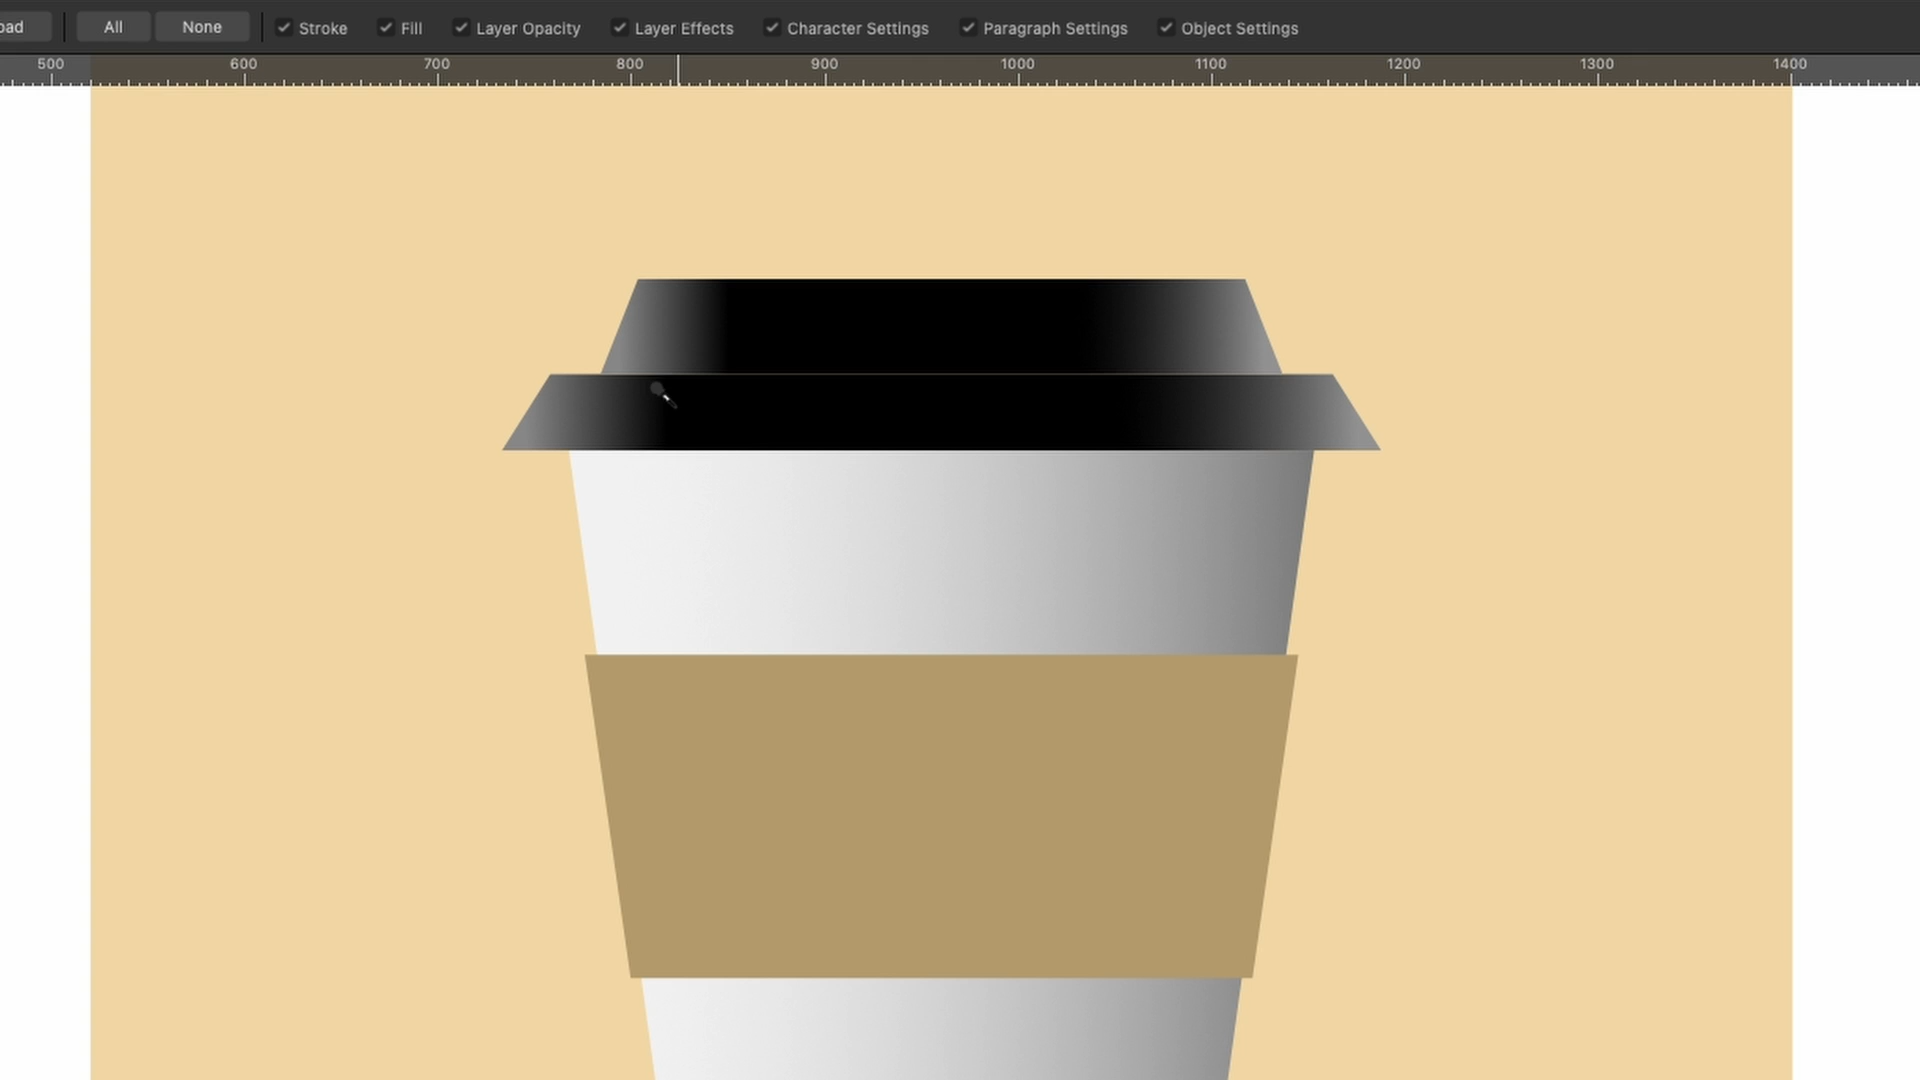 All None Stroke Fill Layer Opacity Layer Effects Character Settings Paragraph Settings Object Settings
500 600 700 800 900 1000 1100 1200 1300 1400